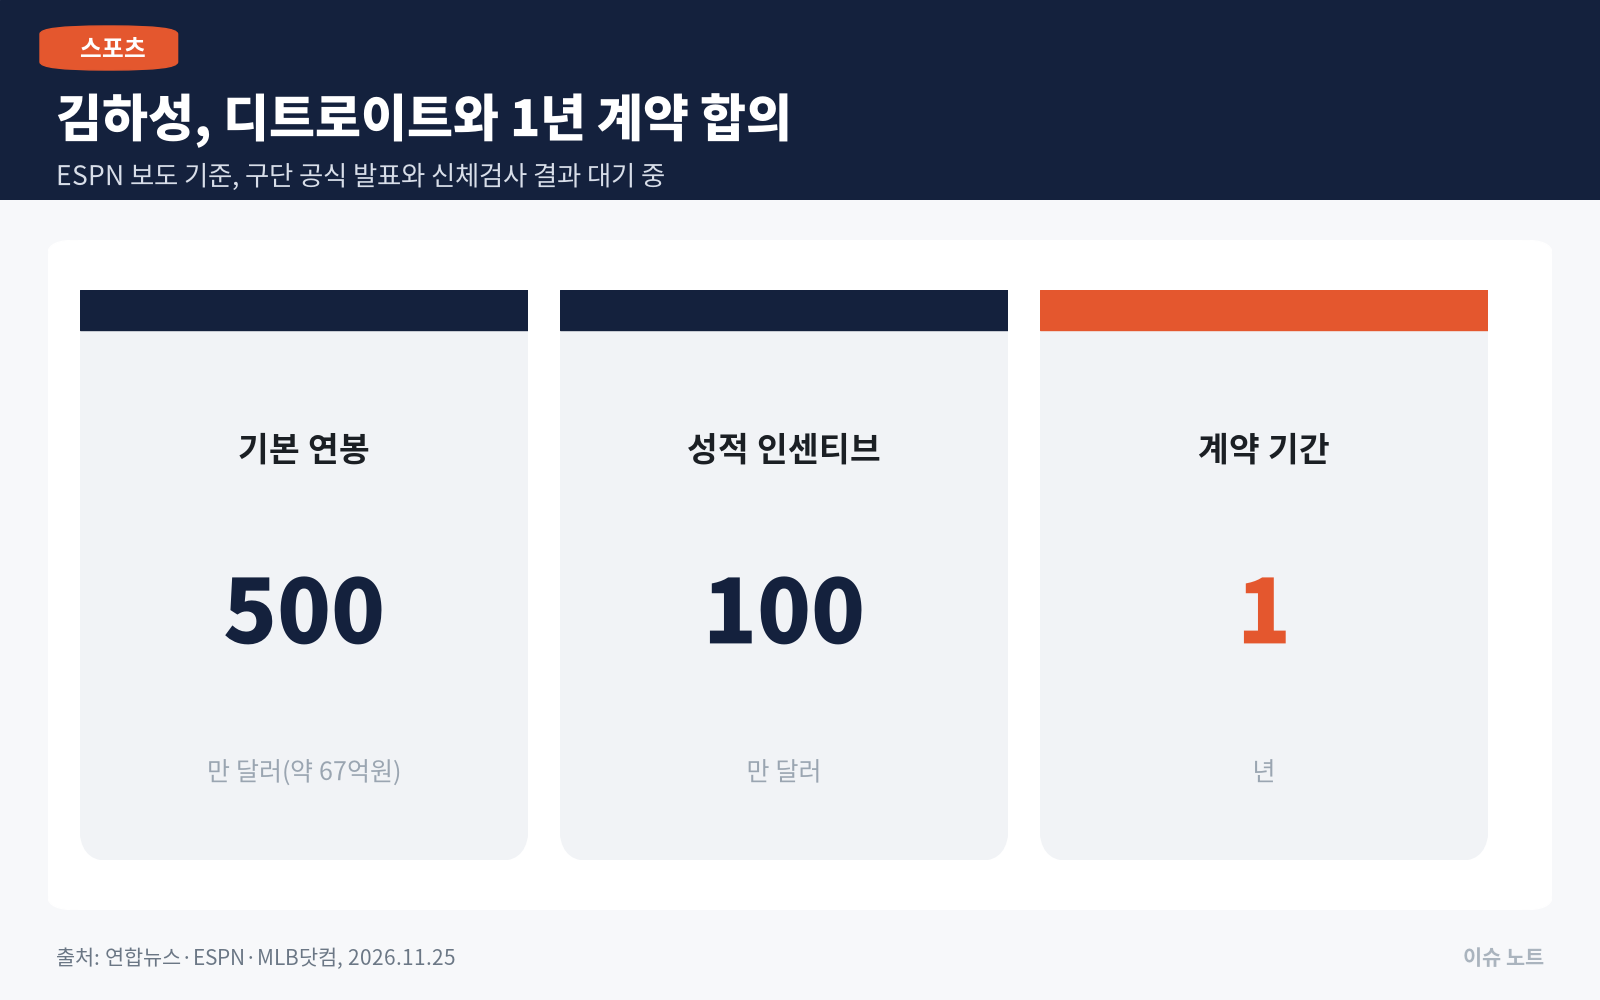 스포츠
김하성, 디트로이트와 1년 계약 합의
ESPN 보도 기준, 구단 공식 발표와 신체검사 결과 대기 중
기본 연봉
500
만 달러(약 67억원)
성적 인센티브
100
만 달러
계약 기간
1
년
출처: 연합뉴스·ESPN·MLB닷컴, 2026.11.25
이슈 노트